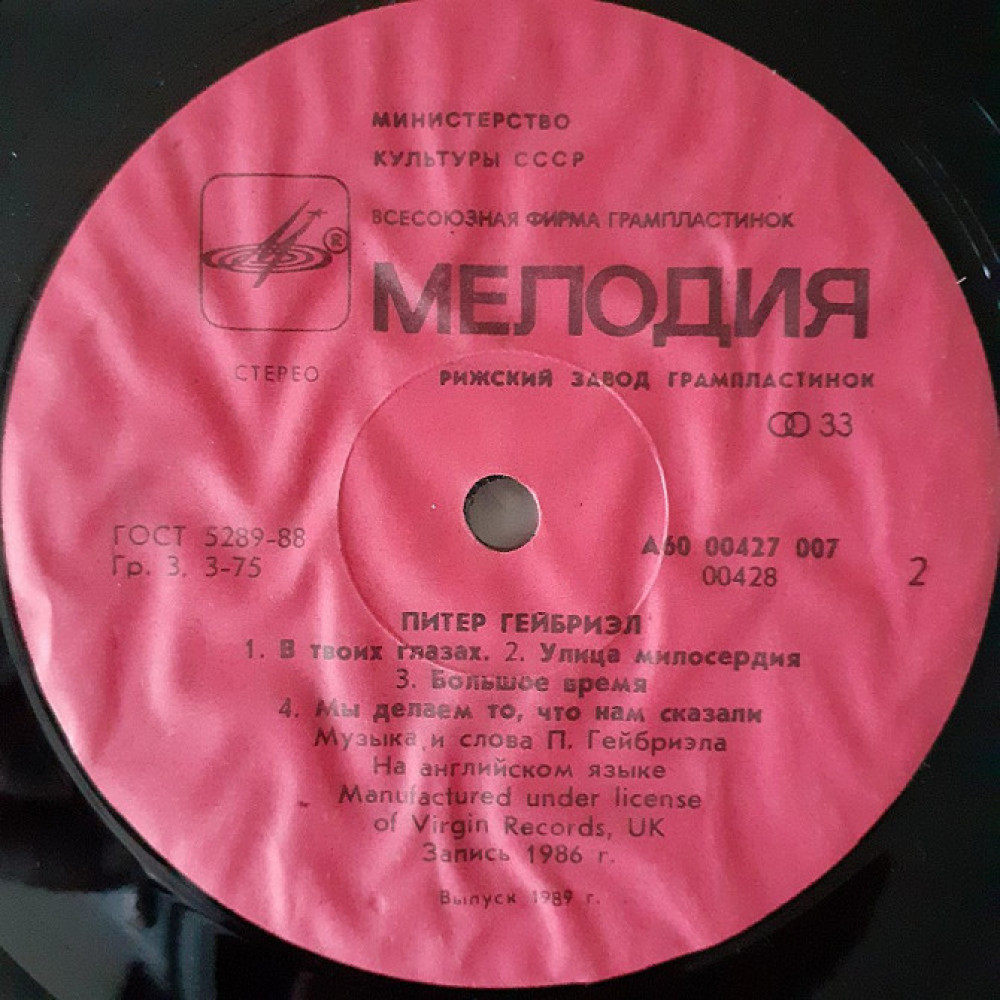 МИНИСТЕРСТВО
КУЛЬТУРЫ СССР
ВСЕСОЮЗНАЯ ФИРМА ГРАМПЛАСТИНОК
®
МЕЛОДИЯ
СТЕРЕО
РИЖСКИЙ ЗАВОД ГРАМПЛАСТИНОК
33
ГОСТ 5289-88
Гр. 3. 3-75
А60 00427 007
00428
2
ПИТЕР ГЕЙБРИЭЛ
1. В твоих глазах. 2. Улица милосердия
3. Большое время
4. Мы делаем то, что нам сказали
Музыка и слова П. Гейбриэла
На английском языке
Manufactured under license
of Virgin Records, UK
Запись 1986 г.
Выпуск 1989 г.